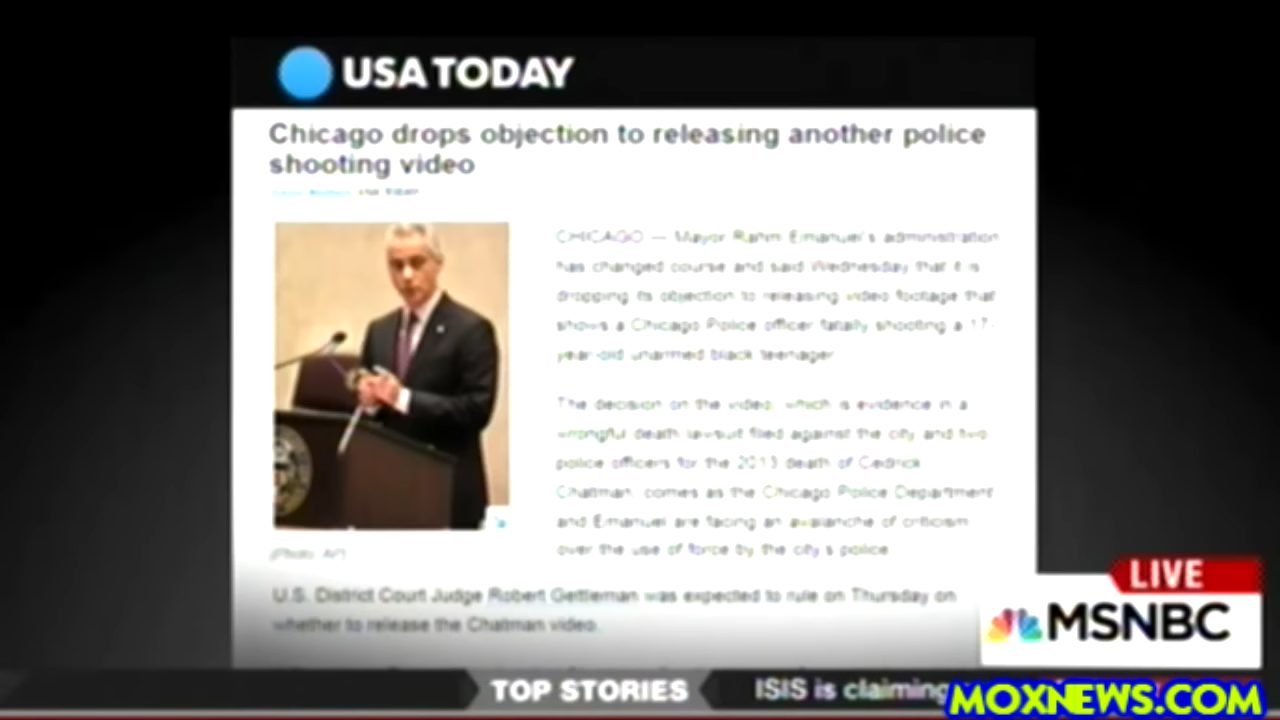 USA TODAY
Chicago drops objection to releasing another police
shooting video
USA TODAY
CHICAGO — Mayor Rahm Emanuel's administration
has changed course and said Wednesday that it is
dropping its objection to releasing video footage that
shows a Chicago Police officer fatally shooting a 17-
year-old unarmed black teenager.
The decision on the video, which is evidence in a
wrongful death lawsuit filed against the city and two
police officers for the 2013 death of Cedrick
Chatman, comes as the Chicago Police Department
and Emanuel are facing an avalanche of criticism
over the use of force by the city's police.
(Photo: AP)
U.S. District Court Judge Robert Gettleman was expected to rule on Thursday on
whether to release the Chatman video.
LIVE
MSNBC
TOP STORIES
ISIS is claiming
MOXNEWS.COM